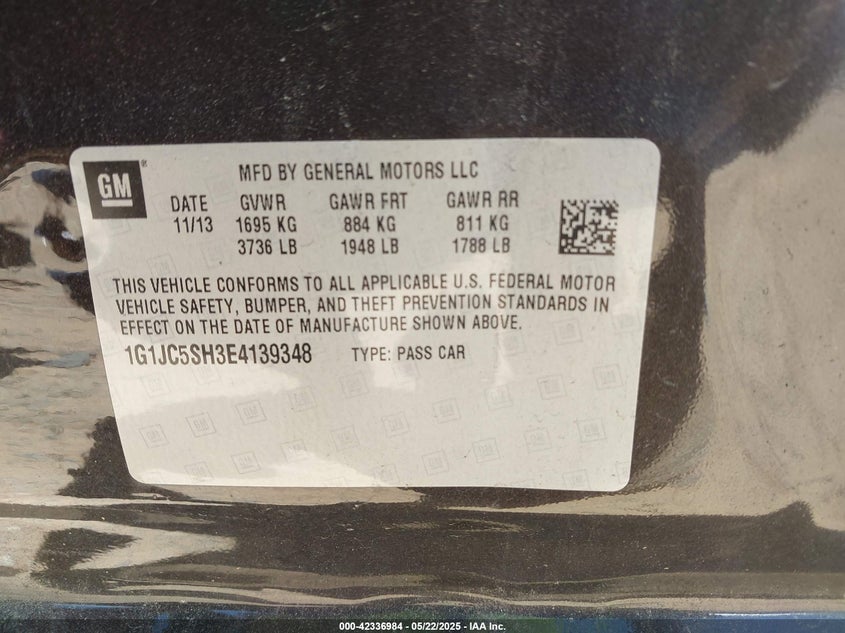 GM
®
MFD BY GENERAL MOTORS LLC
DATE GVWR GAWR FRT GAWR RR
11/13 1695 KG 884 KG 811 KG
3736 LB 1948 LB 1788 LB
THIS VEHICLE CONFORMS TO ALL APPLICABLE U.S. FEDERAL MOTOR
VEHICLE SAFETY, BUMPER, AND THEFT PREVENTION STANDARDS IN
EFFECT ON THE DATE OF MANUFACTURE SHOWN ABOVE.
1G1JC5SH3E4139348 TYPE: PASS CAR
000-42336984 - 05/22/2025 - IAA Inc.